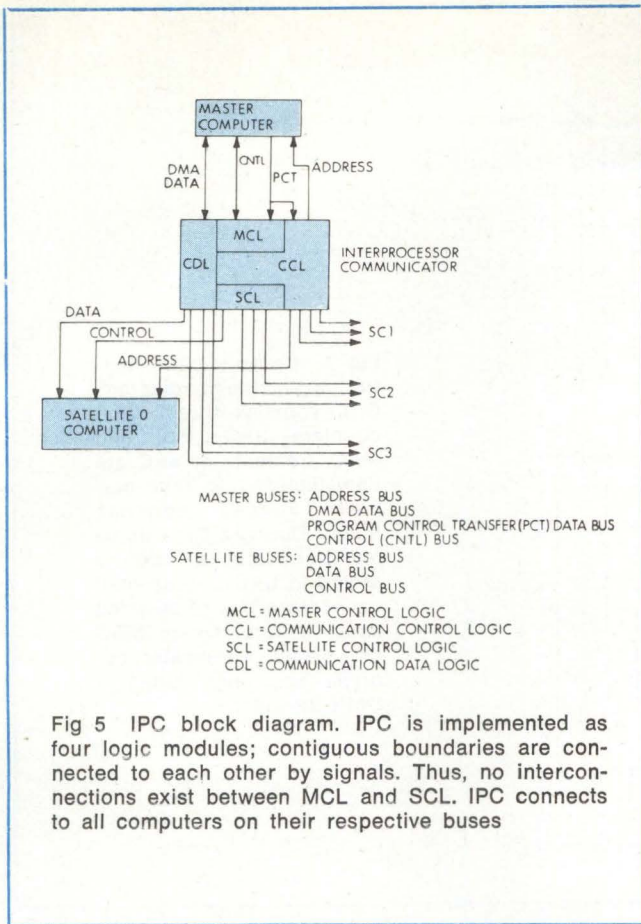 MASTER
COMPUTER
DMA
DATA
CNTL
PCT
ADDRESS
MCL
CDL
CCL
SCL
INTERPROCESSOR
COMMUNICATOR
DATA
CONTROL
ADDRESS
SC1
SATELLITE 0
COMPUTER
SC2
SC3
MASTER BUSES: ADDRESS BUS
DMA DATA BUS
PROGRAM CONTROL TRANSFER(PCT) DATA BUS
CONTROL (CNTL) BUS
SATELLITE BUSES: ADDRESS BUS
DATA BUS
CONTROL BUS
MCL = MASTER CONTROL LOGIC
CCL = COMMUNICATION CONTROL LOGIC
SCL = SATELLITE CONTROL LOGIC
CDL = COMMUNICATION DATA LOGIC
Fig 5 IPC block diagram. IPC is implemented as
four logic modules; contiguous boundaries are con-
nected to each other by signals. Thus, no intercon-
nections exist between MCL and SCL. IPC connects
to all computers on their respective buses